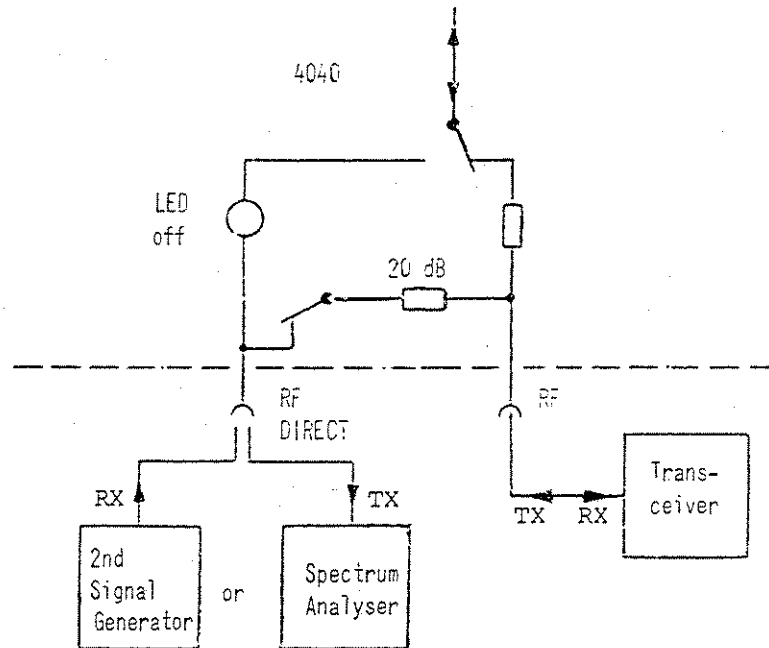 4040
LED
off
20 dB
RF
DIRECT
RF
RX
TX
TX
RX
Trans-
ceiver
2nd
Signal
Generator
or
Spectrum
Analyser